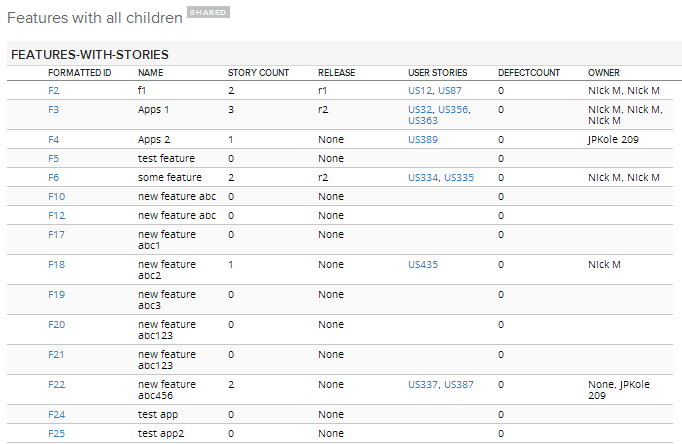 Features with all children SHARED
FEATURES-WITH-STORIES
FORMATTED ID NAME STORY COUNT RELEASE USER STORIES DEFECTCOUNT OWNER
F2 f1 2 r1 US12, US87 0 Nick M, Nick M
F3 Apps 1 3 r2 US32, US356, 0 Nick M, Nick M,
US363 Nick M
F4 Apps 2 1 None US389 0 JPKole 209
F5 test feature 0 None 0
F6 some feature 2 r2 US334, US335 0 Nick M, Nick M
F10 new feature abc 0 None 0
F12 new feature abc 0 None 0
F17 new feature 0 None 0
abc1
F18 new feature 1 None US435 0 Nick M
abc2
F19 new feature 0 None 0
abc3
F20 new feature 0 None 0
abc123
F21 new feature 0 None 0
abc123
F22 new feature 2 None US337, US387 0 None, JPKole
abc456 209
F24 test app 0 None 0
F25 test app2 0 None 0